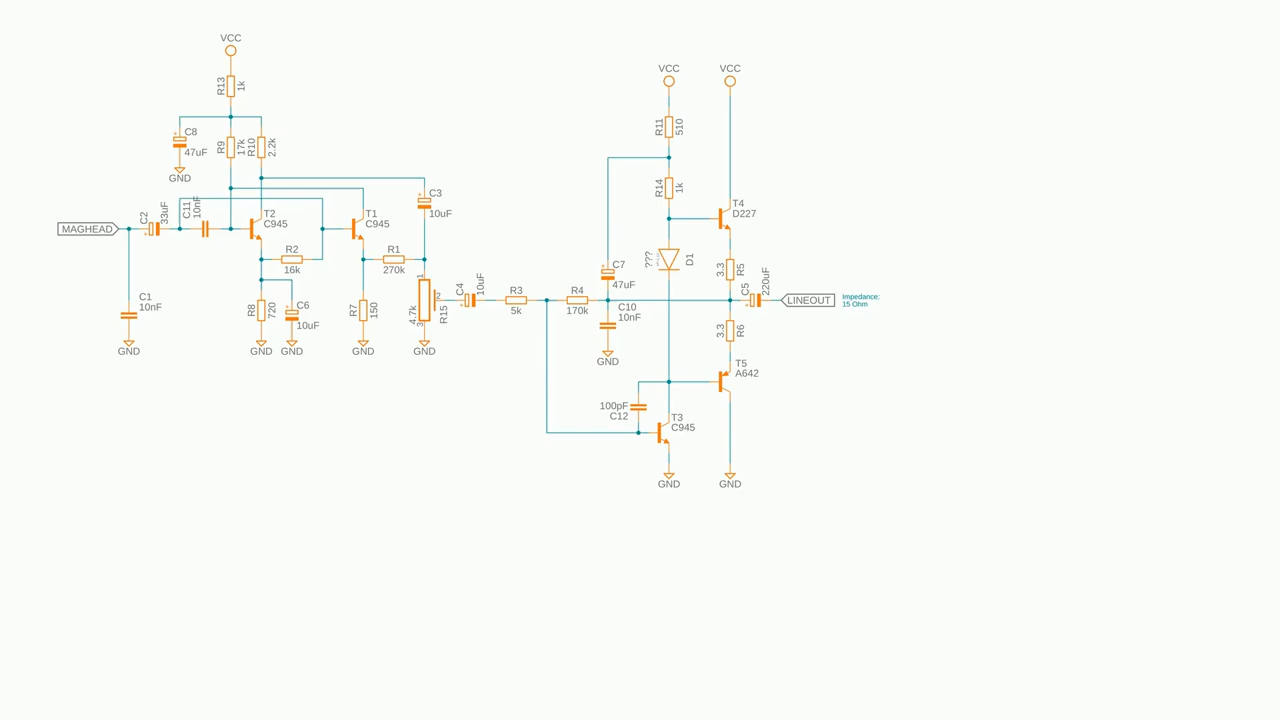 VCC
R13
1k
C8
47uF
GND
R9
17k
R10
2.2k
MAGHEAD
C2
33uF
C11
10nF
T2
C945
T1
C945
C3
10uF
R2
16k
R1
270k
C1
10nF
GND
R8
720
GND
C6
10uF
GND
R7
150
GND
1
2
3
4.7k
R15
GND
C4
10uF
R3
5k
R4
170k
VCC
VCC
R11
510
R14
1k
T4
D227
???
D1
C7
47uF
C10
10nF
GND
3.3
R5
C5
220uF
LINEOUT
Impedance:
15 Ohm
3.3
R6
T5
A642
100pF
C12
T3
C945
GND
GND